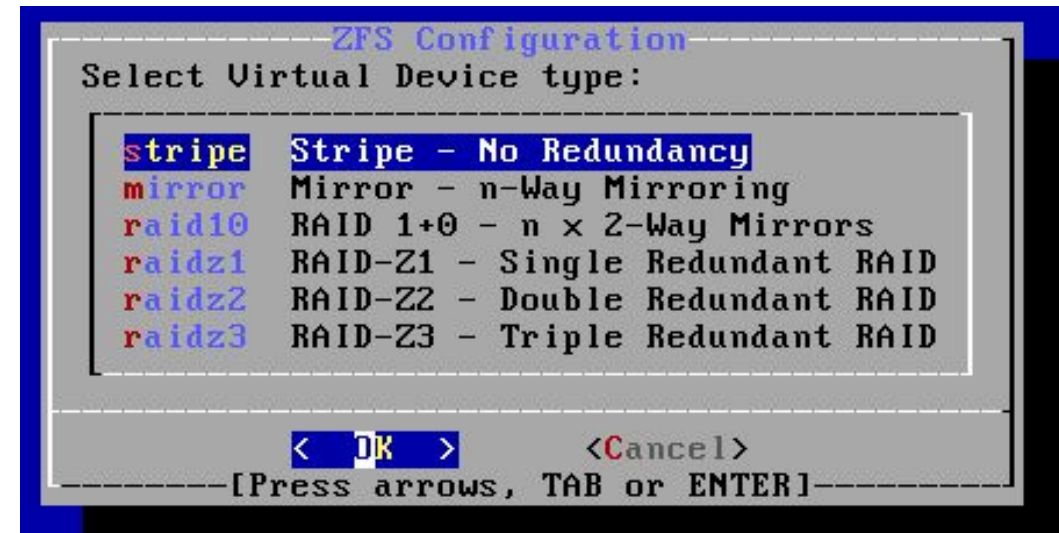 ZFS Configuration
Select Virtual Device type:
stripe Stripe - No Redundancy
mirror Mirror - n-Way Mirroring
raid10 RAID 1+0 - n x 2-Way Mirrors
raidz1 RAID-Z1 - Single Redundant RAID
raidz2 RAID-Z2 - Double Redundant RAID
raidz3 RAID-Z3 - Triple Redundant RAID
< OK > <Cancel>
[Press arrows, TAB or ENTER]